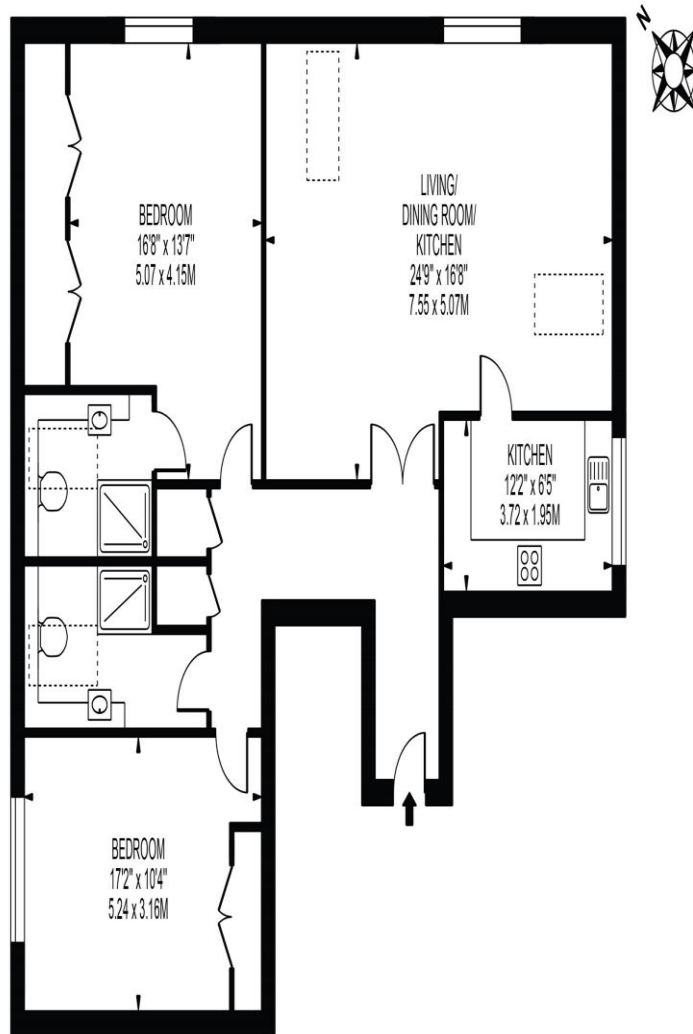 N
BEDROOM
16'8" x 13'7"
5.07 x 4.15M
LIVING/
DINING ROOM/
KITCHEN
24'9" x 16'8"
7.55 x 5.07M
KITCHEN
12'2" x 6'5"
3.72 x 1.95M
BEDROOM
17'2" x 10'4"
5.24 x 3.16M